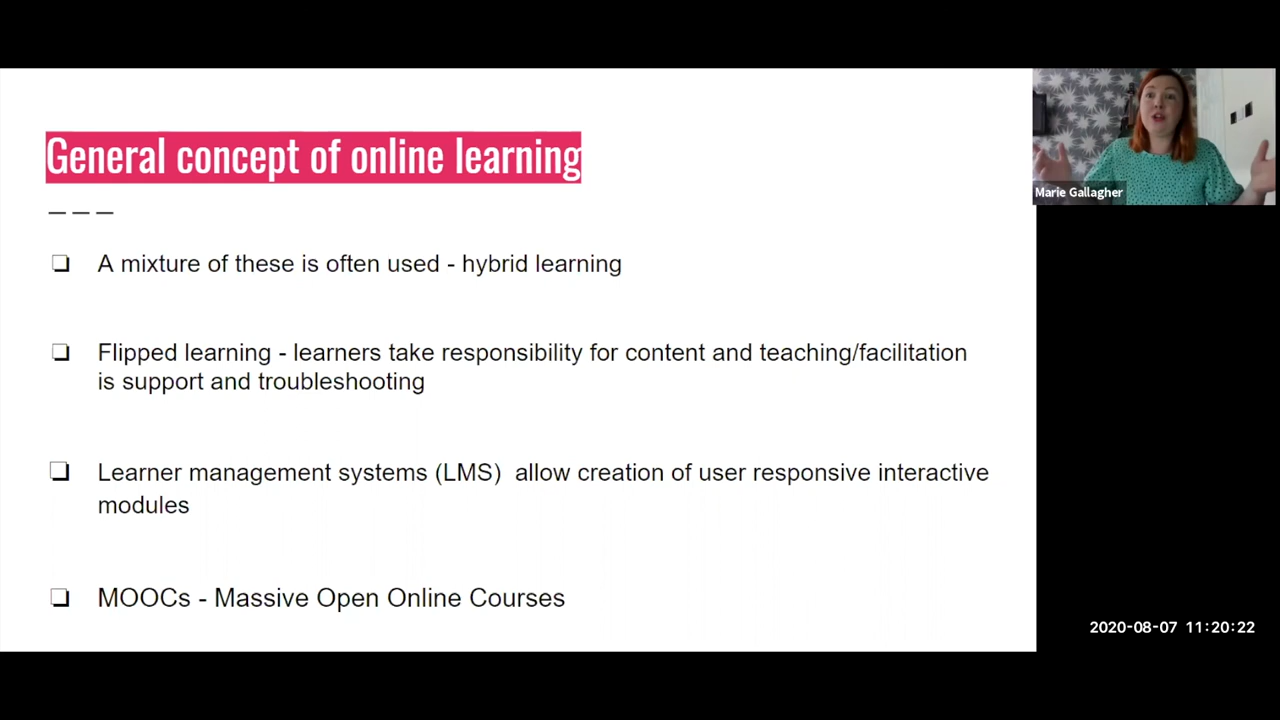 General concept of online learning
❏ A mixture of these is often used - hybrid learning
❏ Flipped learning - learners take responsibility for content and teaching/facilitation
is support and troubleshooting
❏ Learner management systems (LMS)  allow creation of user responsive interactive
modules
❏ MOOCs - Massive Open Online Courses
Marie Gallagher
2020-08-07 11:20:22